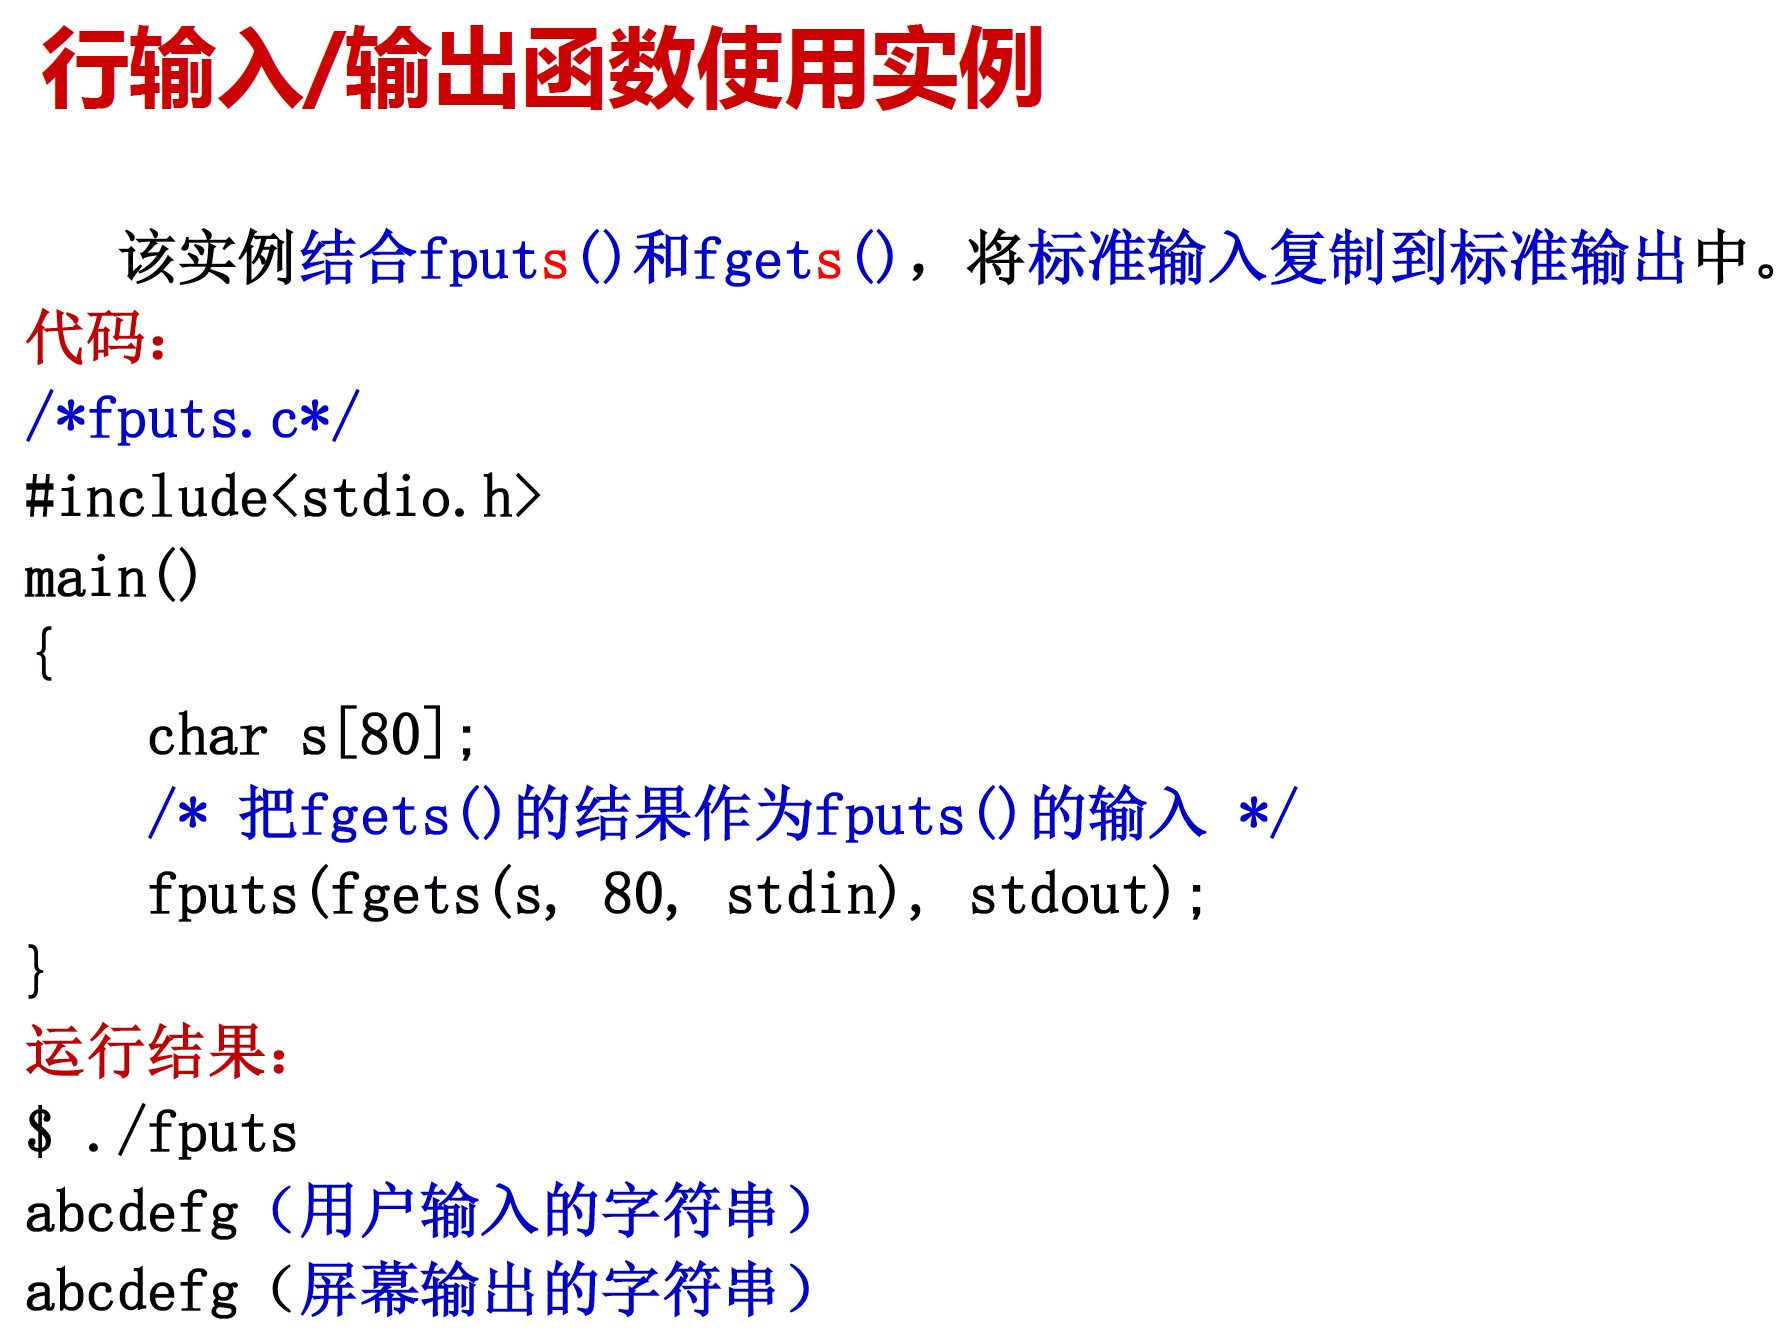 行输入/输出函数使用实例
该实例结合fputs()和fgets()，将标准输入复制到标准输出中。
代码：
/*fputs.c*/
#include<stdio.h>
main()
{
char s[80];
/* 把fgets()的结果作为fputs()的输入 */
fputs(fgets(s, 80, stdin), stdout);
}
运行结果：
$ ./fputs
abcdefg（用户输入的字符串）
abcdefg（屏幕输出的字符串）